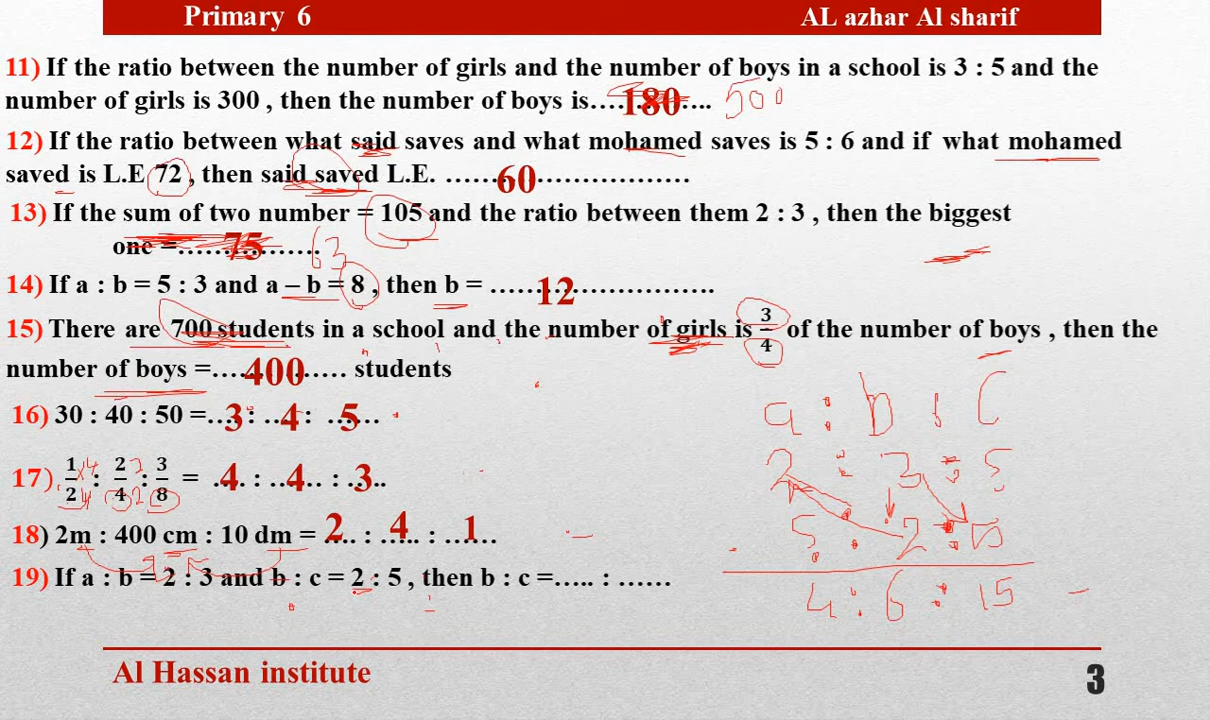 Primary 6 AL azhar Al sharif
11) If the ratio between the number of girls and the number of boys in a school is 3 : 5 and the
number of girls is 300 , then the number of boys is….180….. 500
12) If the ratio between what said saves and what mohamed saves is 5 : 6 and if what mohamed
saved is L.E 72 , then said saved L.E. ……60……………………
13) If the sum of two number = 105 and the ratio between them 2 : 3 , then the biggest
one =……75……… 63
14) If a : b = 5 : 3 and a – b = 8 , then b = ……12…………………
15) There are 700 students in a school and the number of girls is 3/4 of the number of boys , then the
number of boys =….400…… students
16) 30 : 40 : 50 =…3 : …4 : …5…
17) 1/2 : 2/4 : 3/8 = ..4 : …4.. : ..3..
×4 2
4 2
18) 2m : 400 cm : 10 dm = 2 : 4 : 1
19) If a : b = 2 : 3 and b : c = 2 : 5 , then b : c =….. : ……
a : b : c
2 : 3 : 5
5 : 2 : 5
4 : 6 : 15
Al Hassan institute 3